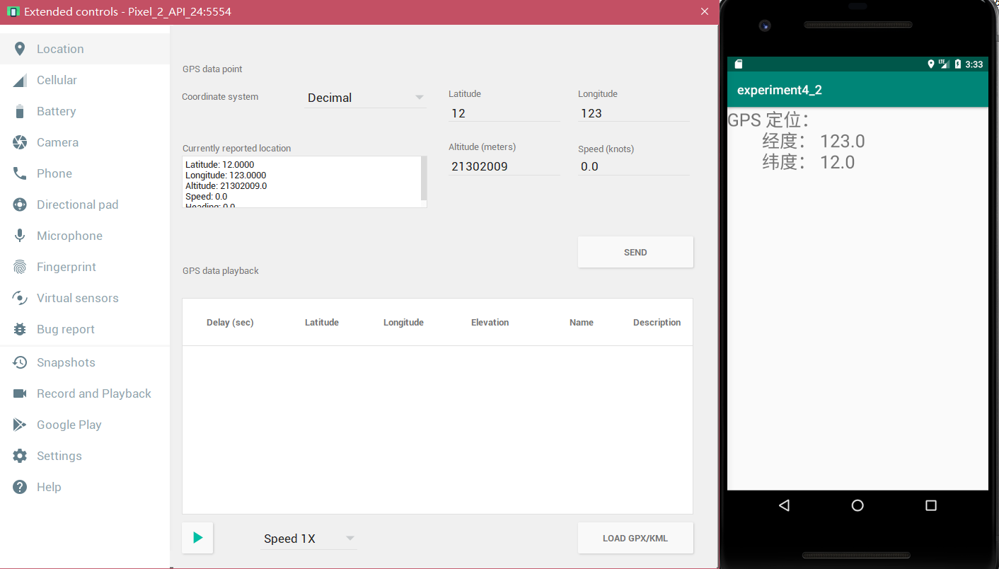 Extended controls - Pixel_2_API_24:5554
Location
Cellular
Battery
Camera
Phone
Directional pad
Microphone
Fingerprint
Virtual sensors
Bug report
Snapshots
Record and Playback
Google Play
Settings
Help
GPS data point
Coordinate system
Decimal
Latitude
Longitude
12
123
Currently reported location
Altitude (meters)
Speed (knots)
21302009
0.0
Latitude: 12.0000
Longitude: 123.0000
Altitude: 21302009.0
Speed: 0.0
Heading: 0.0
SEND
GPS data playback
Delay (sec)
Latitude
Longitude
Elevation
Name
Description
Speed 1X
LOAD GPX/KML
LTE
3:33
experiment4_2
GPS 定位：
经度： 123.0
纬度： 12.0